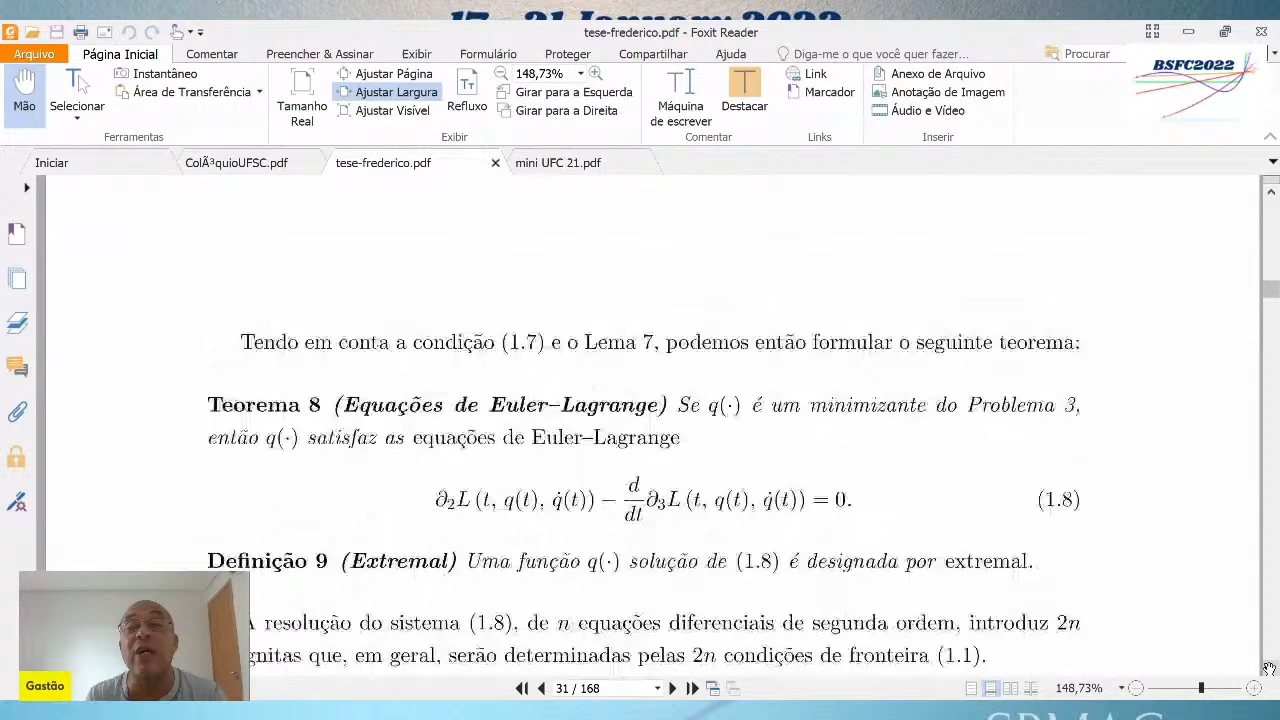 17 - 21 January 2022
tese-frederico.pdf - Foxit Reader
Arquivo Página Inicial Comentar Preencher & Assinar Exibir Formulário Proteger Compartilhar Diga-me o que você quer fazer... Procurar
BSFC2022
Mão
Selecionar
Instantâneo
Área de Transferência
Ferramentas
Tamanho Real
Ajustar Página
Ajustar Largura
Ajustar Visível
Refluxo
148,73%
Girar para a Esquerda
Girar para a Direita
Exibir
Máquina de escrever
Destacar
Comentar
Link
Marcador
Links
Anexo de Arquivo
Anotação de Imagem
Áudio e Vídeo
Inserir
Iniciar ColÃ³quioUFSC.pdf tese-frederico.pdf mini UFC 21.pdf
Tendo em conta a condição (1.7) e o Lema 7, podemos então formular o seguinte teorema:
Teorema 8 (Equações de Euler–Lagrange) Se q(·) é um minimizante do Problema 3,
então q(·) satisfaz as equações de Euler–Lagrange
∂₂L (t, q(t), q̇(t)) − d/dt ∂₃L (t, q(t), q̇(t)) = 0. (1.8)
Definição 9 (Extremal) Uma função q(·) solução de (1.8) é designada por extremal.
resolução do sistema (1.8), de n equações diferenciais de segunda ordem, introduz 2n
que, em geral, serão determinadas pelas 2n condições de fronteira (1.1).
Gastão
31 / 168
148,73%